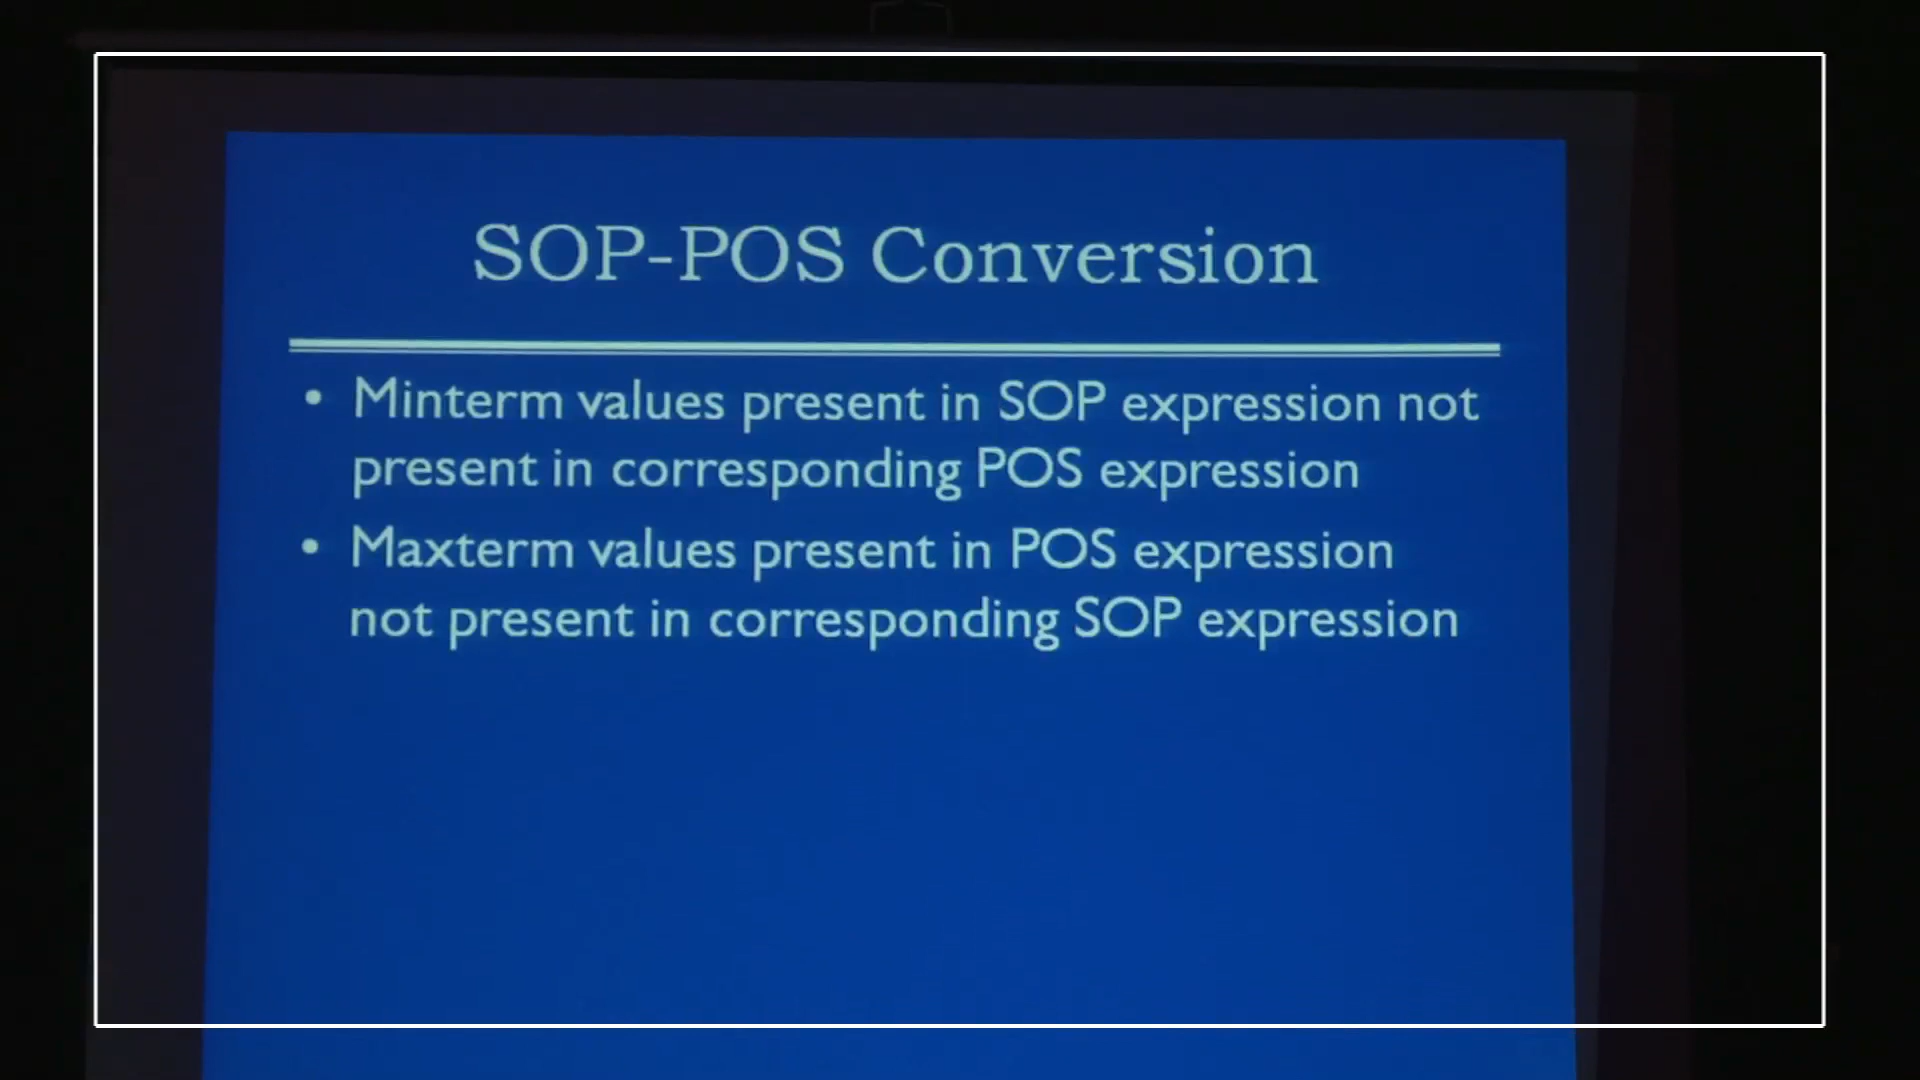 SOP-POS Conversion
• Minterm values present in SOP expression not
present in corresponding POS expression
• Maxterm values present in POS expression
not present in corresponding SOP expression